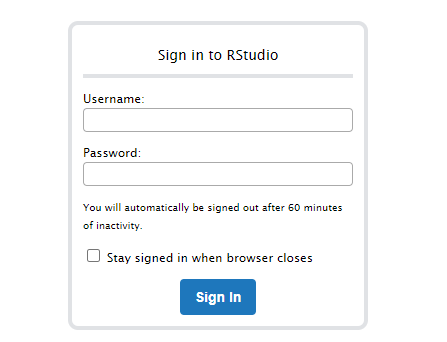 Sign in to RStudio
Username:
Password:
You will automatically be signed out after 60 minutes
of inactivity.
Stay signed in when browser closes
Sign In